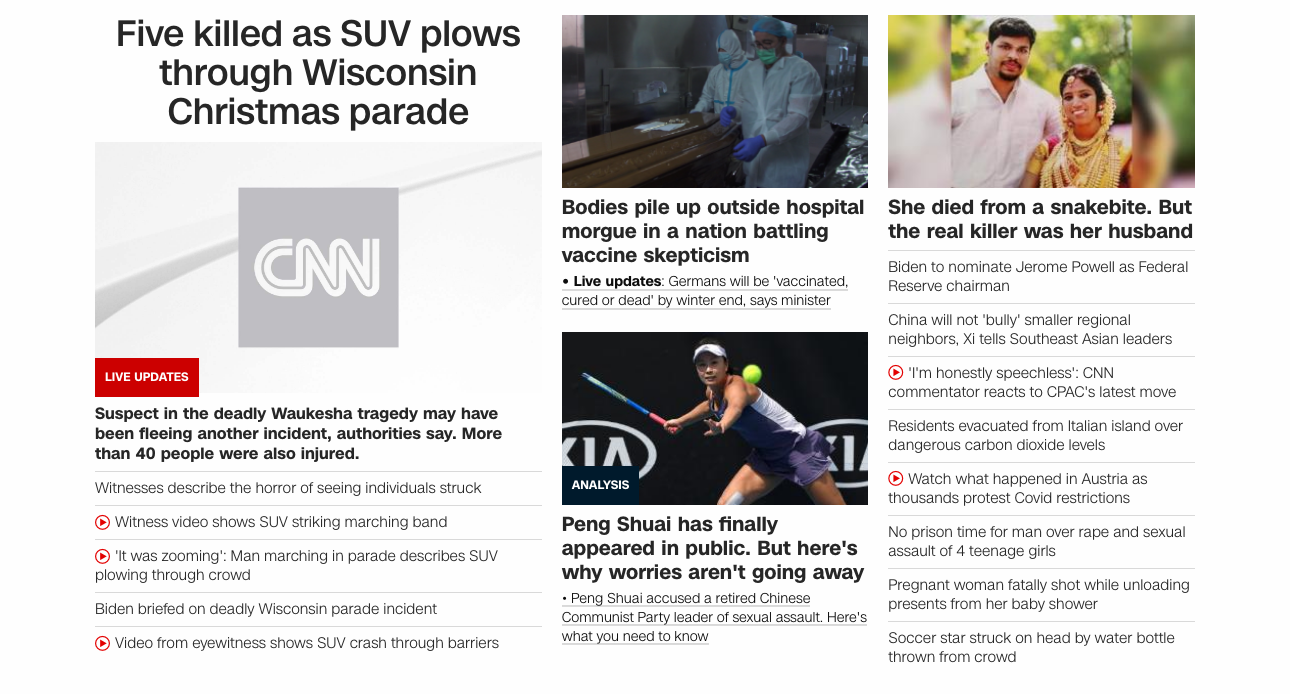 Five killed as SUV plows
through Wisconsin
Christmas parade
CNN
LIVE UPDATES
Suspect in the deadly Waukesha tragedy may have
been fleeing another incident, authorities say. More
than 40 people were also injured.
Witnesses describe the horror of seeing individuals struck
Witness video shows SUV striking marching band
'It was zooming': Man marching in parade describes SUV
plowing through crowd
Biden briefed on deadly Wisconsin parade incident
Video from eyewitness shows SUV crash through barriers
Bodies pile up outside hospital
morgue in a nation battling
vaccine skepticism
• Live updates: Germans will be 'vaccinated,
cured or dead' by winter end, says minister
KIA
KIA
ANALYSIS
Peng Shuai has finally
appeared in public. But here's
why worries aren't going away
• Peng Shuai accused a retired Chinese
Communist Party leader of sexual assault. Here's
what you need to know
She died from a snakebite. But
the real killer was her husband
Biden to nominate Jerome Powell as Federal
Reserve chairman
China will not 'bully' smaller regional
neighbors, Xi tells Southeast Asian leaders
'I'm honestly speechless': CNN
commentator reacts to CPAC's latest move
Residents evacuated from Italian island over
dangerous carbon dioxide levels
Watch what happened in Austria as
thousands protest Covid restrictions
No prison time for man over rape and sexual
assault of 4 teenage girls
Pregnant woman fatally shot while unloading
presents from her baby shower
Soccer star struck on head by water bottle
thrown from crowd